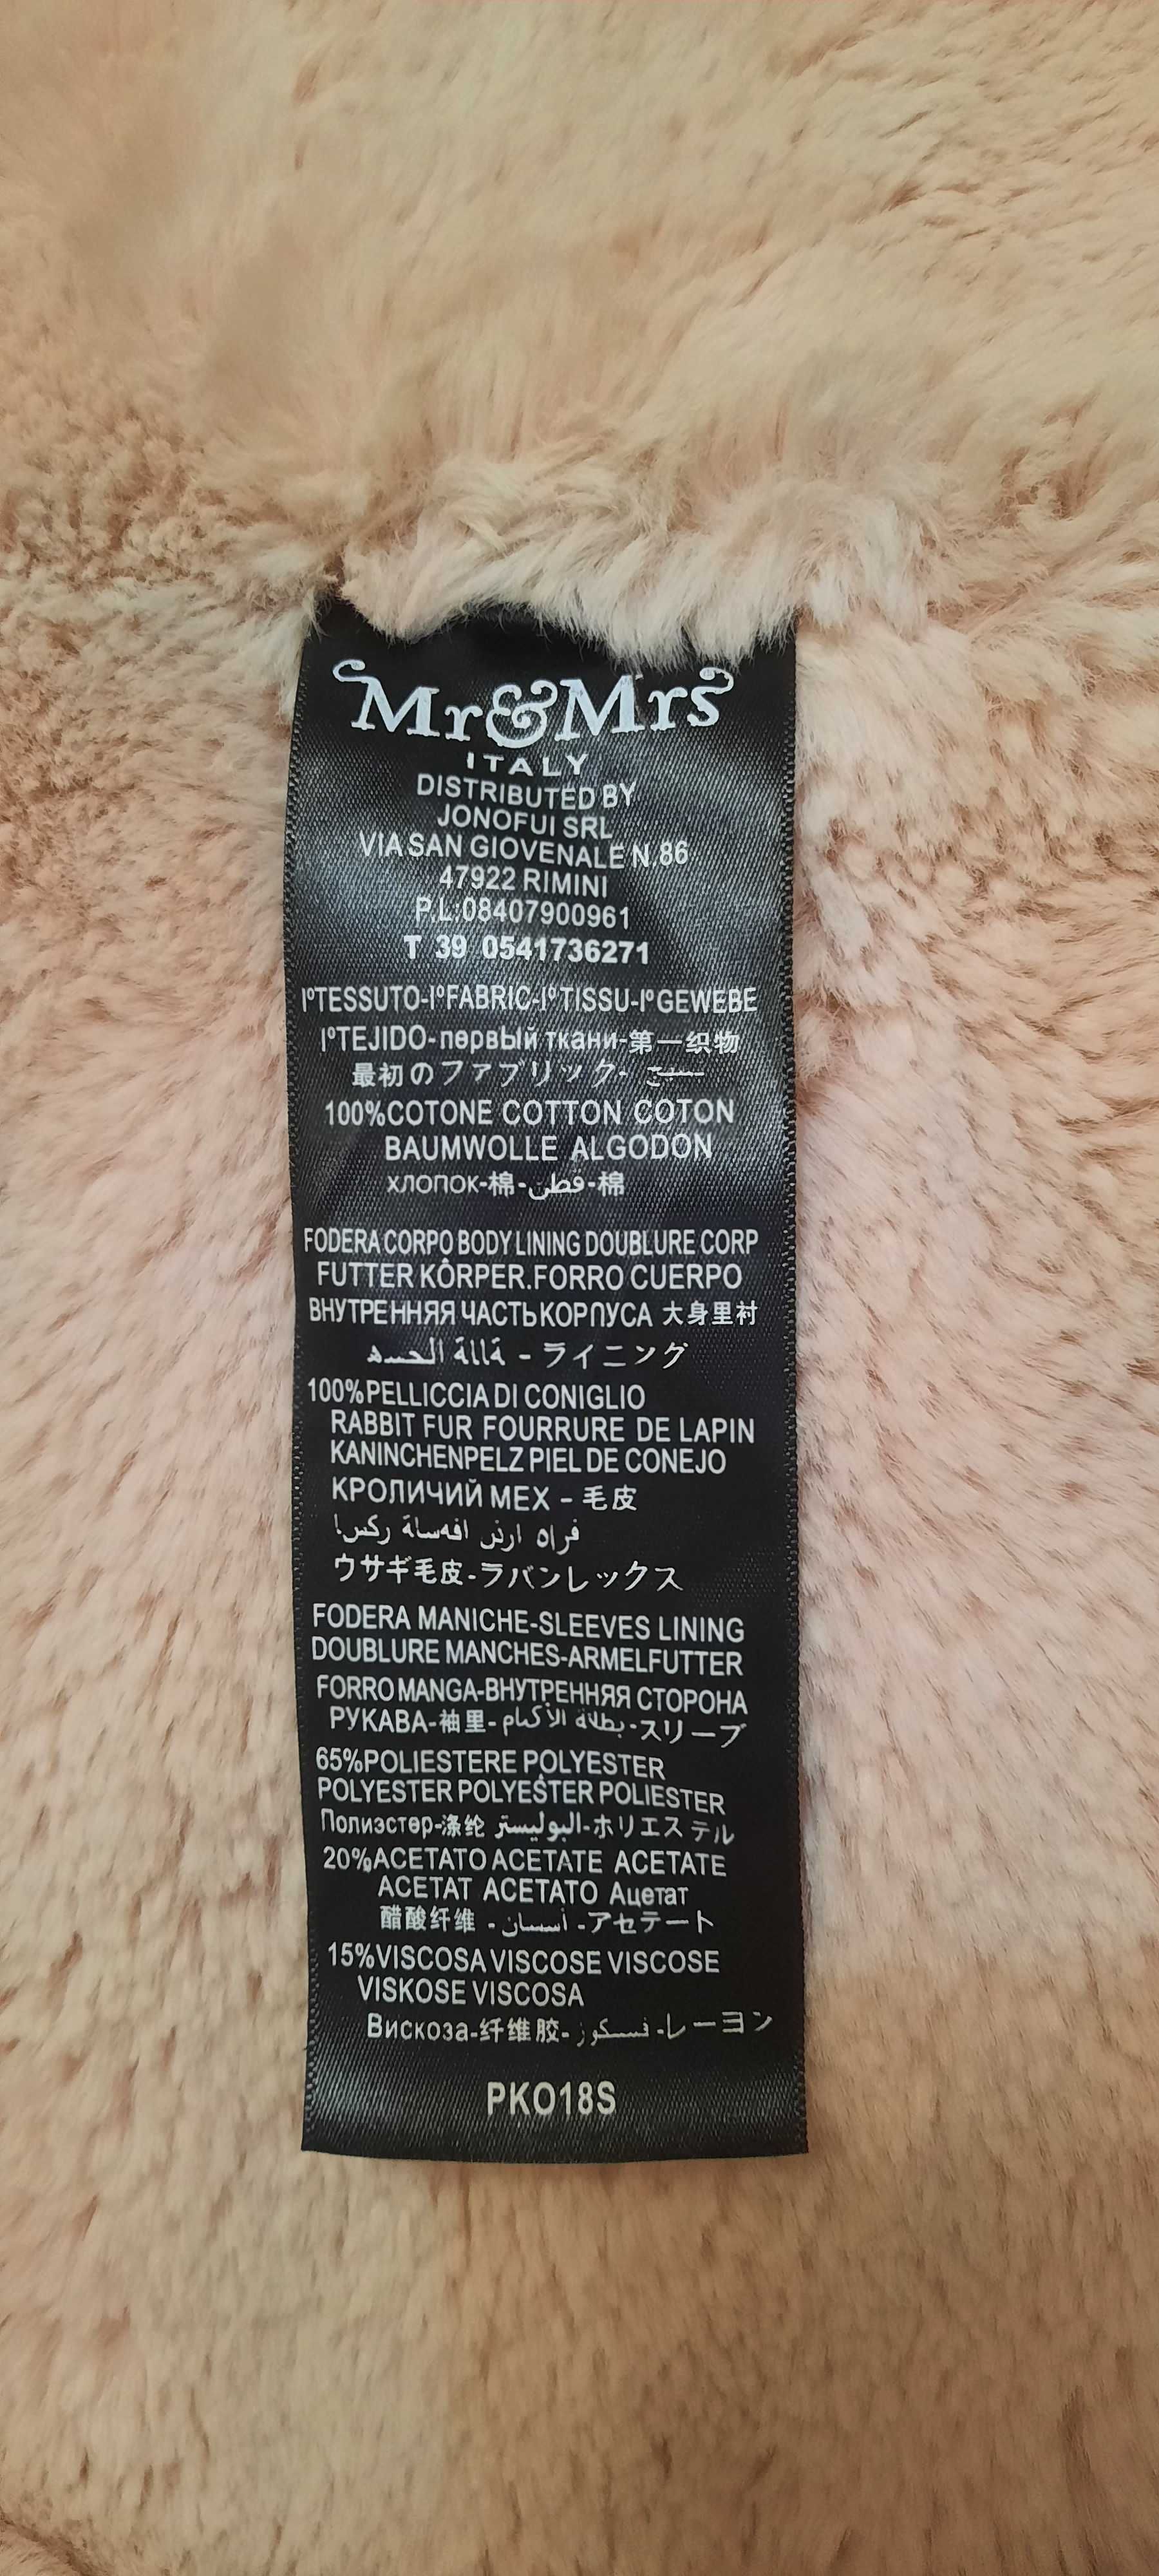 Mr&Mrs
ITALY
DISTRIBUTED BY
JONOFUI SRL
VIA SAN GIOVENALE N.86
47922 RIMINI
P.L:08407900961
T 39 0541736271
I°TESSUTO-I°FABRIC-I°TISSU-I°GEWEBE
I°TEJIDO-первый ткани-第一织物
最初のファブリック-
100%COTONE COTTON COTON
BAUMWOLLE ALGODON
хлопок-棉-قطن-棉
FODERA CORPO BODY LINING DOUBLURE CORP
FUTTER KÖRPER.FORRO CUERPO
ВНУТРЕННЯЯ ЧАСТЬ КОРПУСА 大身里衬
- ライニング
100%PELLICCIA DI CONIGLIO
RABBIT FUR FOURRURE DE LAPIN
KANINCHENPELZ PIEL DE CONEJO
КРОЛИЧИЙ МЕХ - 毛皮
ウサギ毛皮-ラバンレックス
FODERA MANICHE-SLEEVES LINING
DOUBLURE MANCHES-ARMELFUTTER
FORRO MANGA-ВНУТРЕННЯЯ СТОРОНА
РУКАВА-袖里-بطانة الأكمام-スリーブ
65%POLIESTERE POLYESTER
POLYESTER POLYESTER POLIESTER
Полиэстер-涤纶 البوليستر-ホリエステル
20%ACETATO ACETATE ACETATE
ACETAT ACETATO Ацетат
醋酸纤维 - -アセテート
15%VISCOSA VISCOSE VISCOSE
VISKOSE VISCOSA
Вискоза-纤维胶-فسكوز-レーヨン
PKO18S